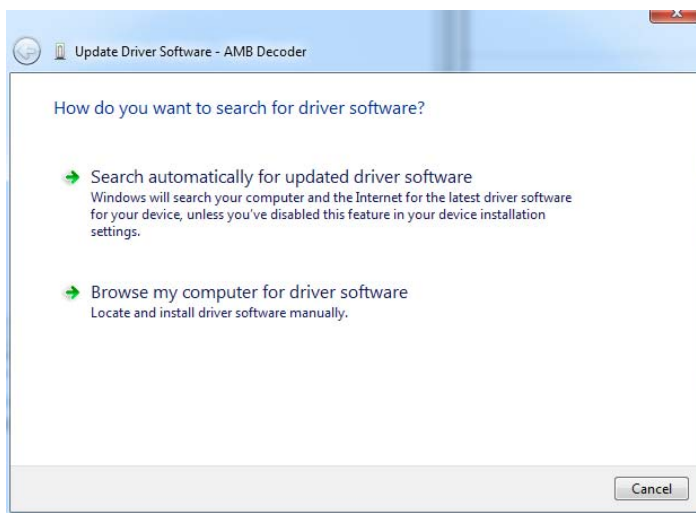 Update Driver Software - AMB Decoder
How do you want to search for driver software?
Search automatically for updated driver software
Windows will search your computer and the Internet for the latest driver software
for your device, unless you've disabled this feature in your device installation
settings.
Browse my computer for driver software
Locate and install driver software manually.
Cancel